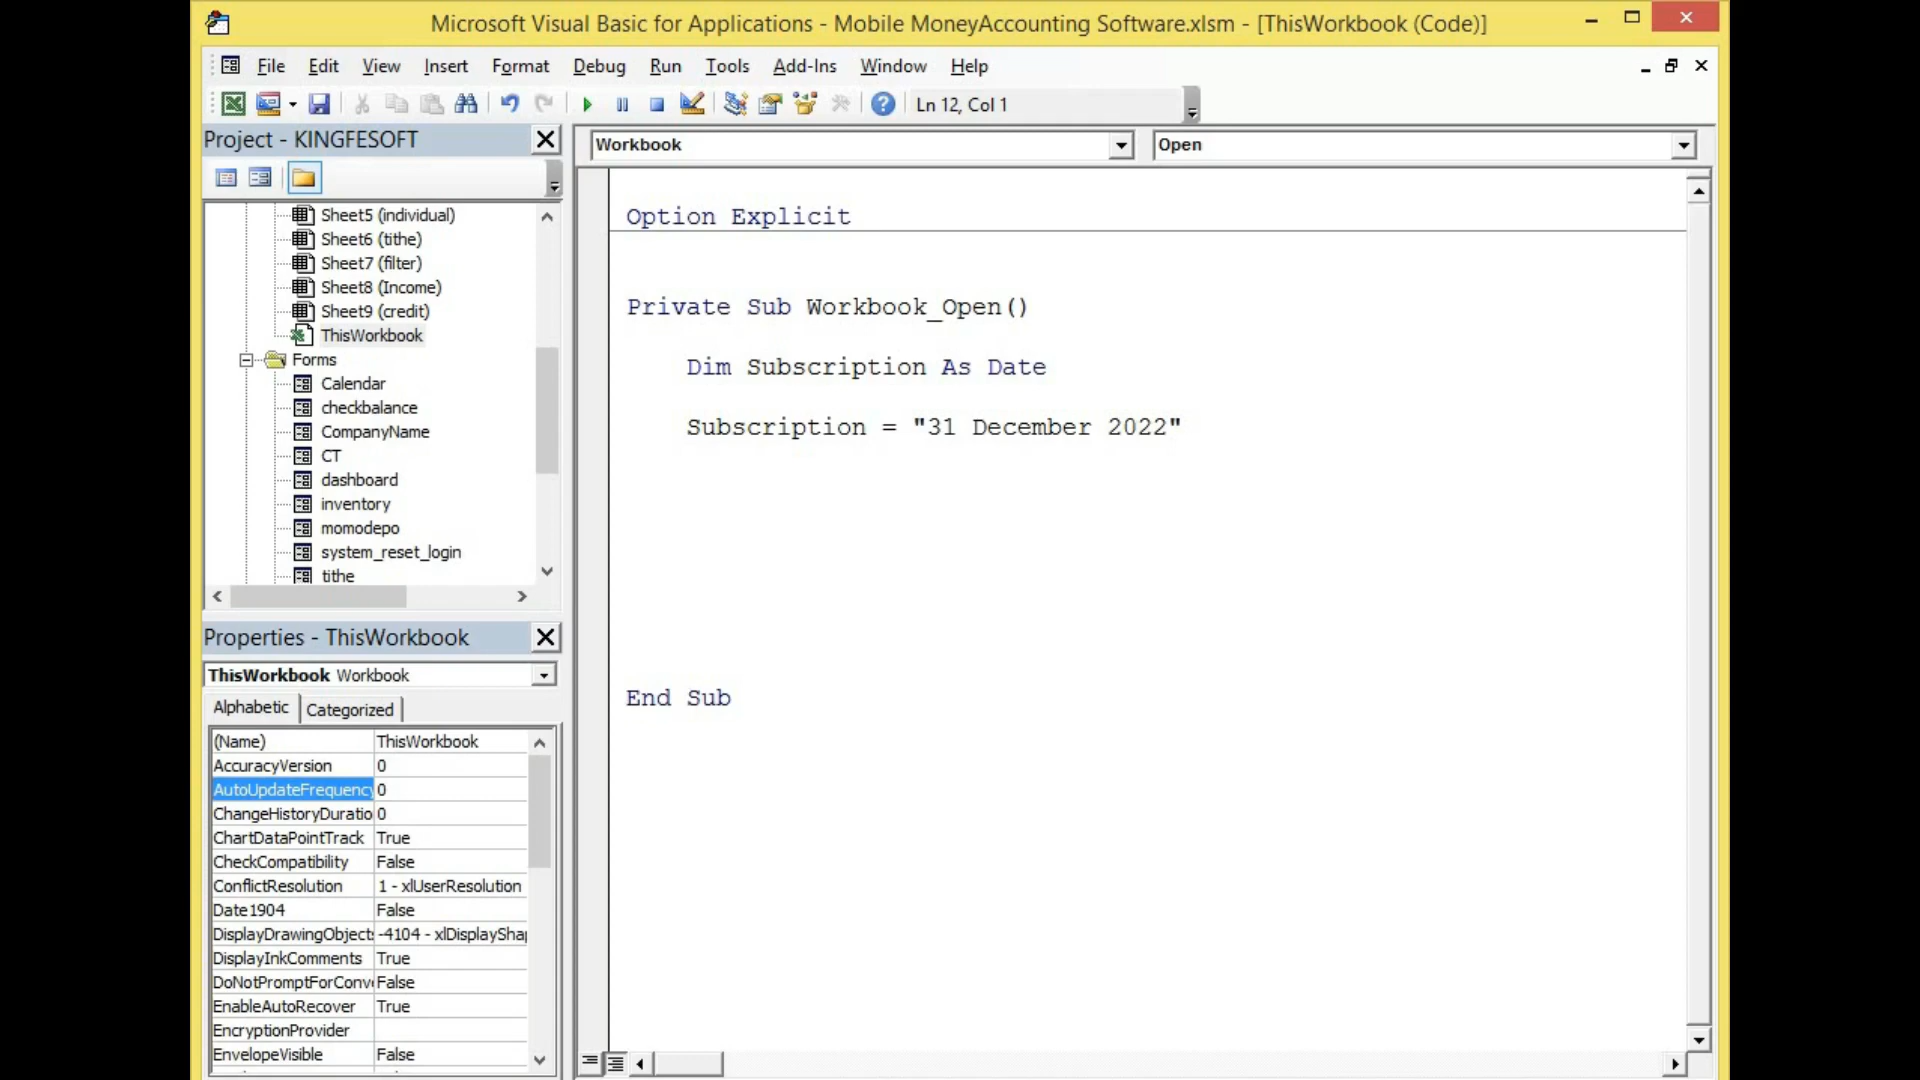 Microsoft Visual Basic for Applications - Mobile MoneyAccounting Software.xlsm - [ThisWorkbook (Code)]
File Edit View Insert Format Debug Run Tools Add-Ins Window Help
Ln 12, Col 1
Project - KINGFESOFT
Sheet5 (individual)
Sheet6 (tithe)
Sheet7 (filter)
Sheet8 (Income)
Sheet9 (credit)
ThisWorkbook
Forms
Calendar
checkbalance
CompanyName
CT
dashboard
inventory
momodepo
system_reset_login
tithe
Properties - ThisWorkbook
ThisWorkbook Workbook
Alphabetic Categorized
(Name) ThisWorkbook
AccuracyVersion 0
AutoUpdateFrequency 0
ChangeHistoryDuratio 0
ChartDataPointTrack True
CheckCompatibility False
ConflictResolution 1 - xlUserResolution
Date1904 False
DisplayDrawingObjects -4104 - xlDisplayShap
DisplayInkComments True
DoNotPromptForConv False
EnableAutoRecover True
EncryptionProvider
EnvelopeVisible False
Workbook Open
Option Explicit
Private Sub Workbook_Open()
Dim Subscription As Date
Subscription = "31 December 2022"
End Sub